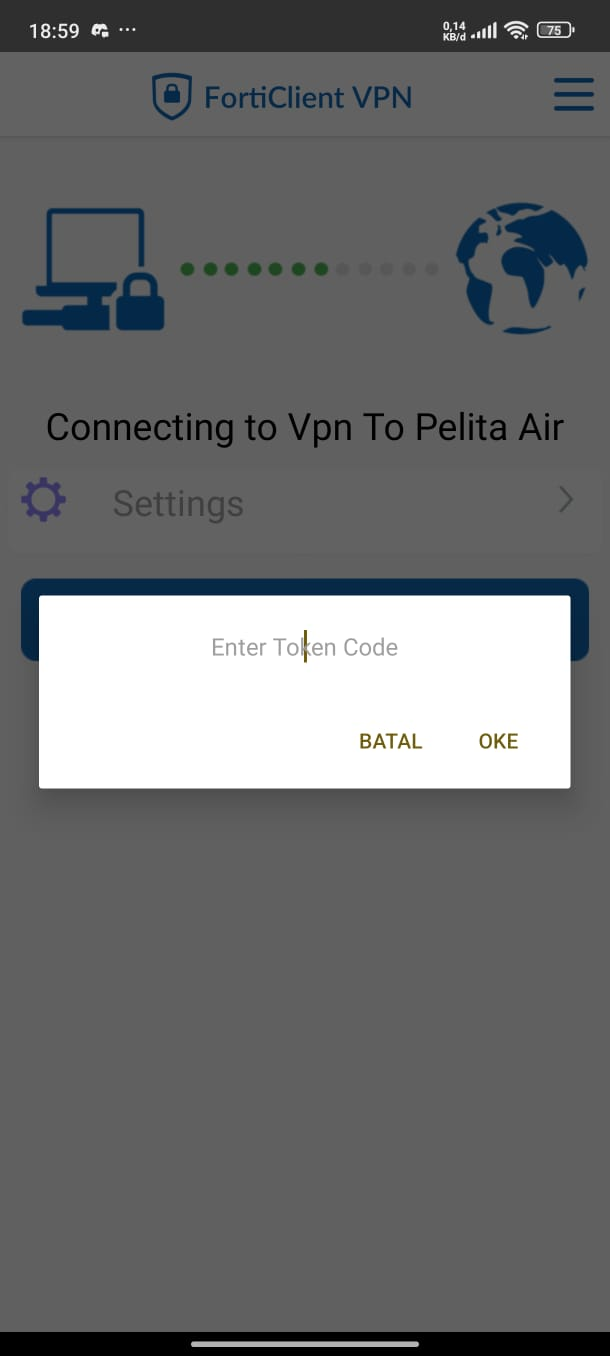 18:59 ... 0,14 KB/d 75
FortiClient VPN
Connecting to Vpn To Pelita Air
Settings
Enter Token Code
BATAL OKE